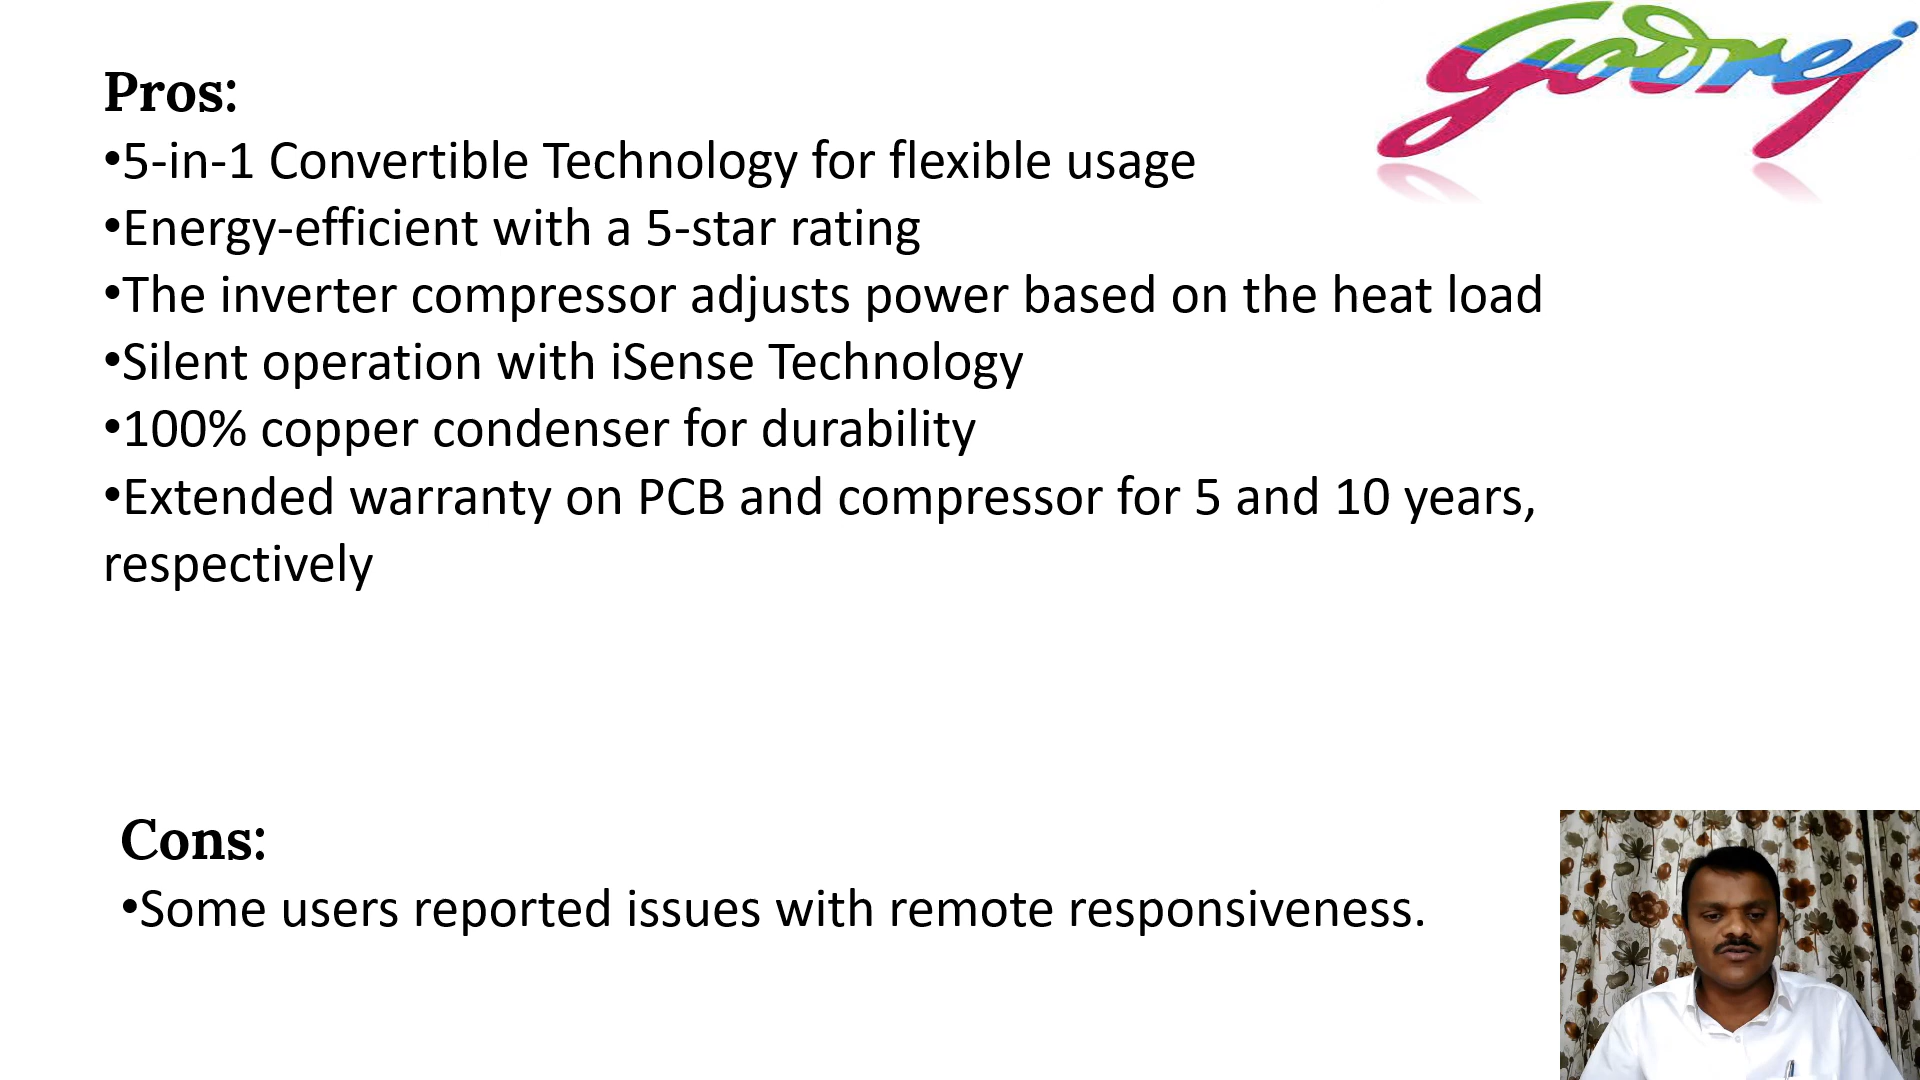 Godrej
Pros:
•5-in-1 Convertible Technology for flexible usage
•Energy-efficient with a 5-star rating
•The inverter compressor adjusts power based on the heat load
•Silent operation with iSense Technology
•100% copper condenser for durability
•Extended warranty on PCB and compressor for 5 and 10 years,
respectively
Cons:
•Some users reported issues with remote responsiveness.